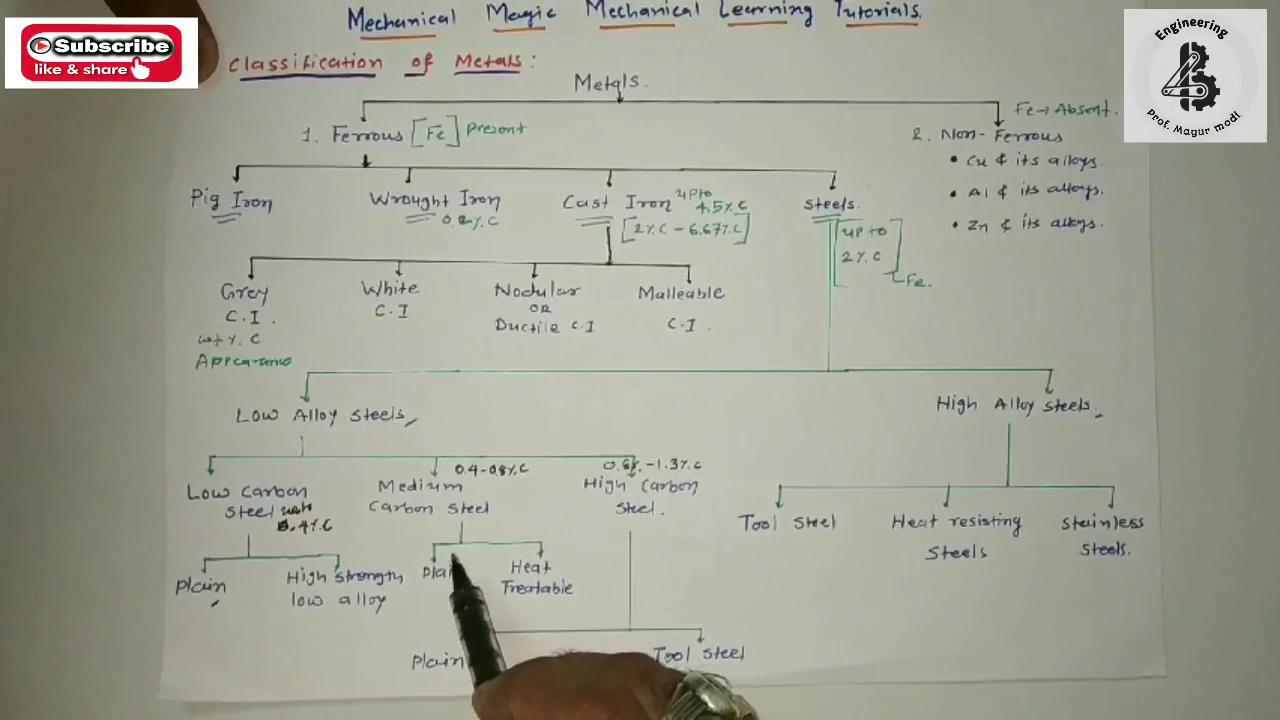 Mechanical Magic Mechanical Learning Tutorials.
Subscribe
like & share
Engineering
Prof. Mayur modi
Classification of Metals :
Metals.
Fe → Absent.
1. Ferrous [Fe] Present
2. Non-Ferrous
• Cu & its alloys.
• Al & its alloys.
• Zn & its alloys.
Pig Iron
Wrought Iron
0.2 % C
Cast Iron upto 4.5 % C
[2 % C - 6.67 % C]
Steels.
[upto 2 % C] Fe.
Grey C.I.
White C.I
Nodular OR Ductile C.I
Malleable C.I.
% C
Appearance
Low Alloy Steels
High Alloy Steels.
Low Carbon Steel
0.4 % C
0.4 - 0.8 % C
Medium Carbon Steel
0.6 % - 1.3 % C
High Carbon Steel.
Tool Steel
Heat resisting Steels
Stainless Steels.
Plain
High Strength low alloy
Heat Treatable
Plain
Tool Steel